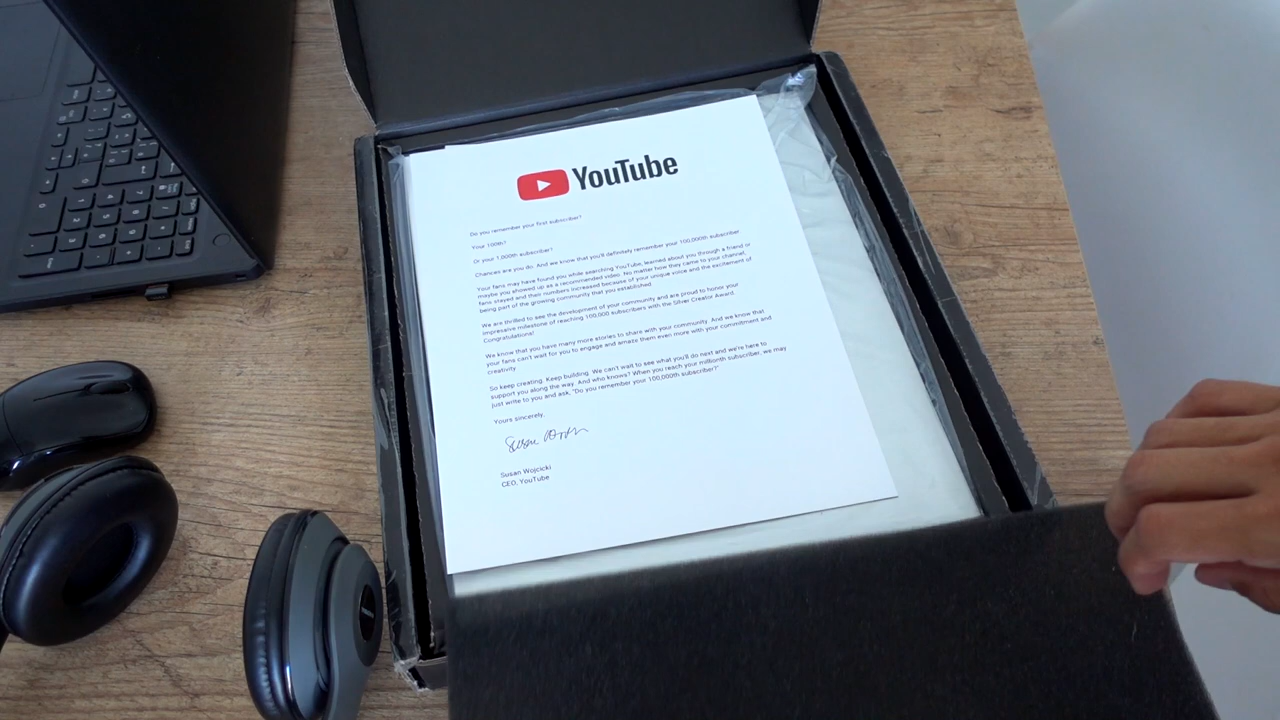 YouTube
Do you remember your first subscriber?
Your 100th?
Or your 1,000th subscriber?
Chances are you do. And we know that you'll definitely remember your 100,000th subscriber.
Your fans may have found you while searching YouTube, learned about you through a friend or
maybe you showed up as a recommended video. No matter how they came to your channel,
fans stayed and their numbers increased because of your unique voice and the excitement of
being part of the growing community that you established.
We are thrilled to see the development of your community and are proud to honor your
impressive milestone of reaching 100,000 subscribers with the Silver Creator Award.
Congratulations!
We know that you have many more stories to share with your community. And we know that
your fans can't wait for you to engage and amaze them even more with your commitment and
creativity.
So keep creating. Keep building. We can't wait to see what you'll do next and we're here to
support you along the way. And who knows? When you reach your millionth subscriber, we may
just write to you and ask, "Do you remember your 100,000th subscriber?"
Yours sincerely,
Susan Wojcicki
CEO, YouTube